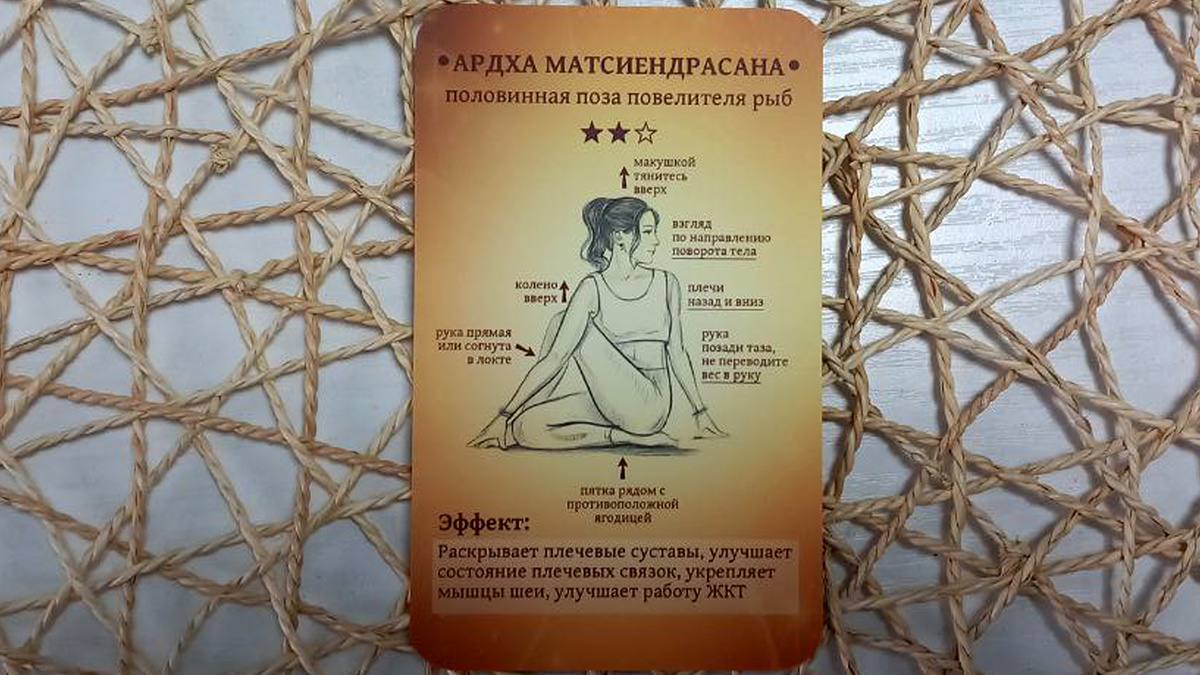 •АРДХА МАТСИЕНДРАСАНА•
половинная поза повелителя рыб
макушкой
тянитесь
вверх
взгляд
по направлению
поворота тела
колено
вверх
плечи
назад и вниз
рука прямая
или согнута
в локте
рука
позади таза,
не переводите
вес в руку
пятка рядом с
противоположной
ягодицей
Эффект:
Раскрывает плечевые суставы, улучшает
состояние плечевых связок, укрепляет
мышцы шеи, улучшает работу ЖКТ